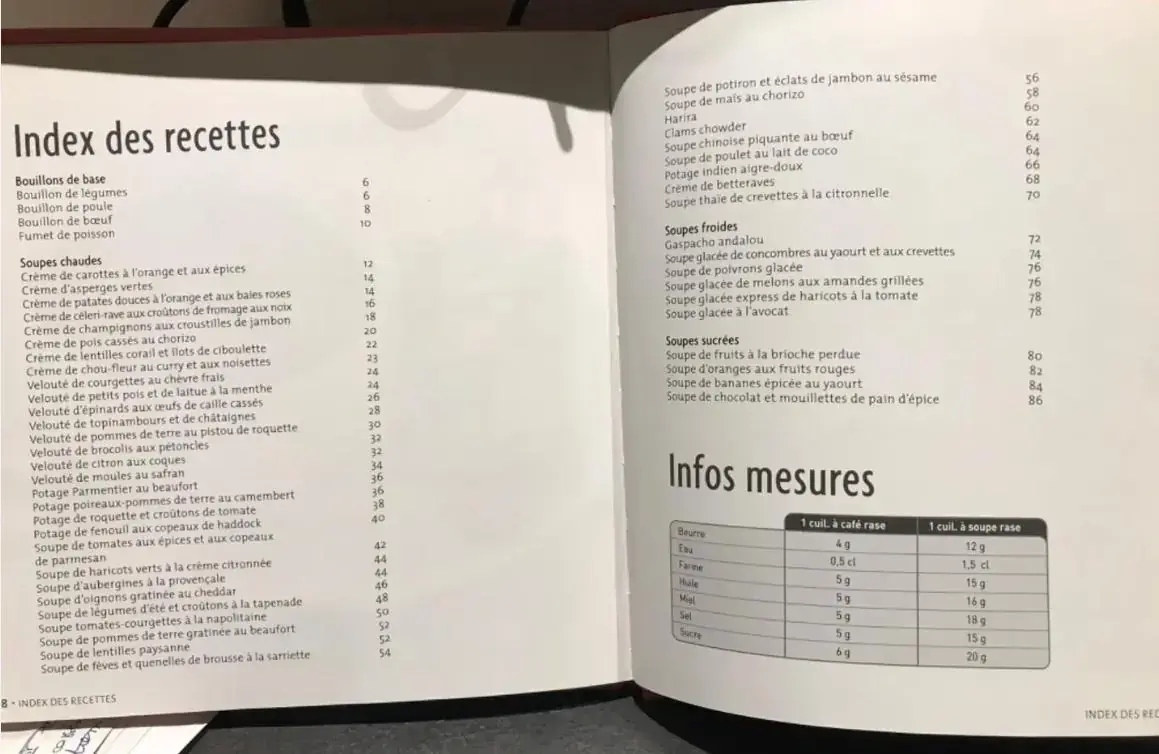 Index des recettes
Bouillons de base
Bouillon de légumes 6
Bouillon de poule 6
Bouillon de bœuf 8
Fumet de poisson 10
Soupes chaudes
Crème de carottes à l'orange et aux épices 12
Crème d'asperges vertes 14
Crème de patates douces à l'orange et aux baies roses 14
Crème de céleri-rave aux croûtons de fromage aux noix 16
Crème de champignons aux croustilles de jambon 18
Crème de pois cassés au chorizo 20
Crème de lentilles corail et îlots de ciboulette 22
Crème de chou-fleur au curry et aux noisettes 23
Velouté de courgettes au chèvre frais 24
Velouté de petits pois et de laitue à la menthe 24
Velouté d'épinards aux œufs de caille cassés 26
Velouté de topinambours et de châtaignes 28
Velouté de pommes de terre au pistou de roquette 30
Velouté de brocolis aux pétoncles 32
Velouté de citron aux coques 32
Velouté de moules au safran 34
Potage Parmentier au beaufort 36
Potage poireaux-pommes de terre au camembert 36
Potage de roquette et croûtons de tomate 38
Potage de fenouil aux copeaux de haddock 40
Soupe de tomates aux épices et aux copeaux
de parmesan 42
Soupe de haricots verts à la crème citronnée 44
Soupe d'aubergines à la provençale 44
Soupe d'oignons gratinée au cheddar 46
Soupe de légumes d'été et croûtons à la tapenade 48
Soupe tomates-courgettes à la napolitaine 50
Soupe de pommes de terre gratinée au beaufort 52
Soupe de lentilles paysanne 52
Soupe de fèves et quenelles de brousse à la sarriette 54
8 • INDEX DES RECETTES
Soupe de potiron et éclats de jambon au sésame 56
Soupe de maïs au chorizo 58
Harira 60
Clams chowder 62
Soupe chinoise piquante au bœuf 64
Soupe de poulet au lait de coco 64
Potage indien aigre-doux 66
Crème de betteraves 68
Soupe thaïe de crevettes à la citronnelle 70
Soupes froides
Gaspacho andalou 72
Soupe glacée de concombres au yaourt et aux crevettes 74
Soupe de poivrons glacée 76
Soupe glacée de melons aux amandes grillées 76
Soupe glacée express de haricots à la tomate 78
Soupe glacée à l'avocat 78
Soupes sucrées
Soupe de fruits à la brioche perdue 80
Soupe d'oranges aux fruits rouges 82
Soupe de bananes épicée au yaourt 84
Soupe de chocolat et mouillettes de pain d'épice 86
Infos mesures
1 cuil. à café rase 1 cuil. à soupe rase
Beurre 4 g 12 g
Eau 0,5 cl 1,5 cl
Farine 5 g 15 g
Huile 5 g 16 g
Miel 5 g 18 g
Sel 5 g 15 g
Sucre 6 g 20 g
INDEX DES REC